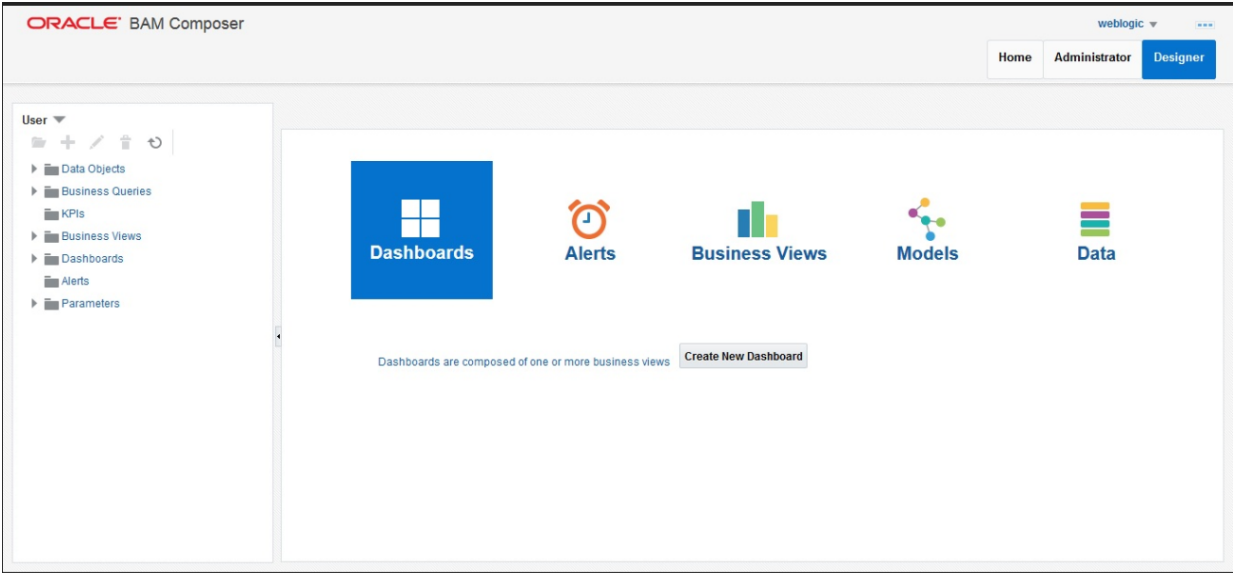 ORACLE BAM Composer
weblogic
Home Administrator Designer
User
Data Objects
Business Queries
KPIs
Business Views
Dashboards
Alerts
Parameters
Dashboards Alerts Business Views Models Data
Dashboards are composed of one or more business views Create New Dashboard